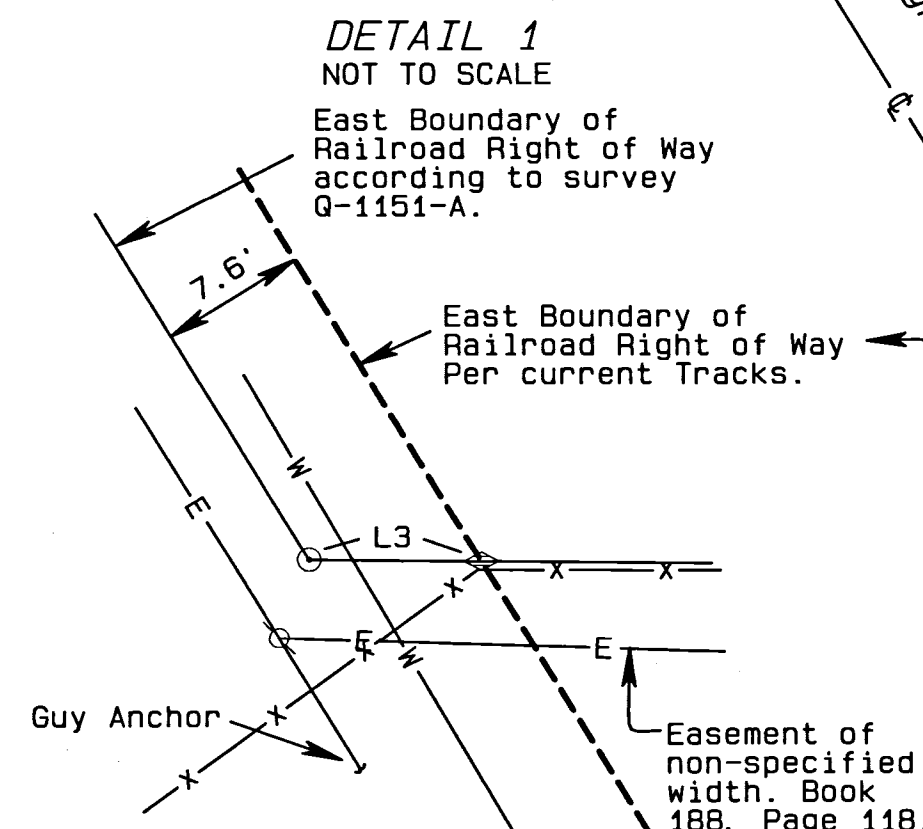 DETAIL 1
NOT TO SCALE
East Boundary of
Railroad Right of Way
according to survey
Q-1151-A.
7.6'
East Boundary of
Railroad Right of Way
Per current Tracks.
W
E
L3
X
X
X
E
E
W
X
X
Guy Anchor
Easement of
non-specified
width. Book
188, Page 118